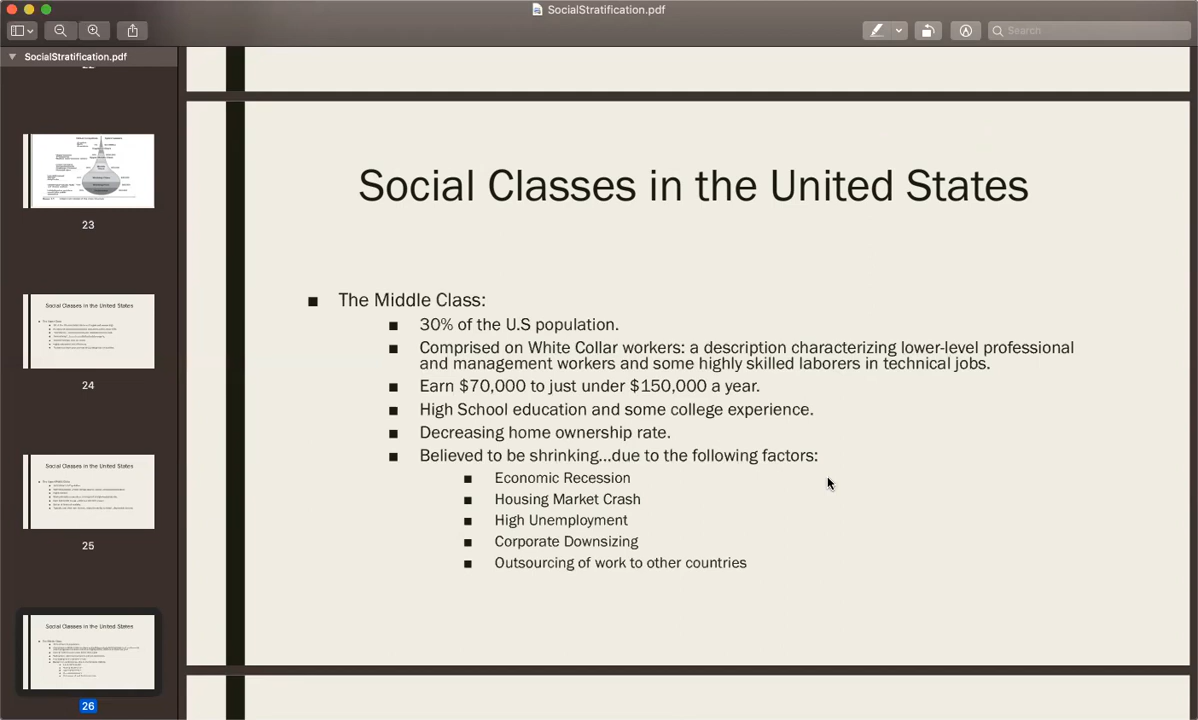 SocialStratification.pdf
Search
SocialStratification.pdf
23
Social Classes in the United States
24
Social Classes in the United States
25
Social Classes in the United States
26
Social Classes in the United States
■ The Middle Class:
■ 30% of the U.S population.
■ Comprised on White Collar workers: a description characterizing lower-level professional
and management workers and some highly skilled laborers in technical jobs.
■ Earn $70,000 to just under $150,000 a year.
■ High School education and some college experience.
■ Decreasing home ownership rate.
■ Believed to be shrinking...due to the following factors:
■ Economic Recession
■ Housing Market Crash
■ High Unemployment
■ Corporate Downsizing
■ Outsourcing of work to other countries